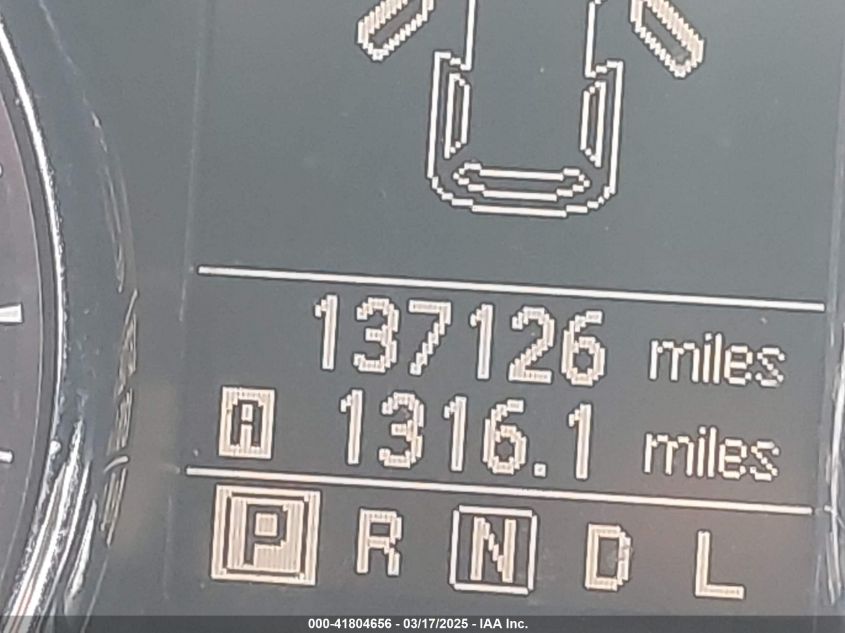 137126 miles
A 1316.1 miles
P R N D L
000-41804656 - 03/17/2025 - IAA Inc.